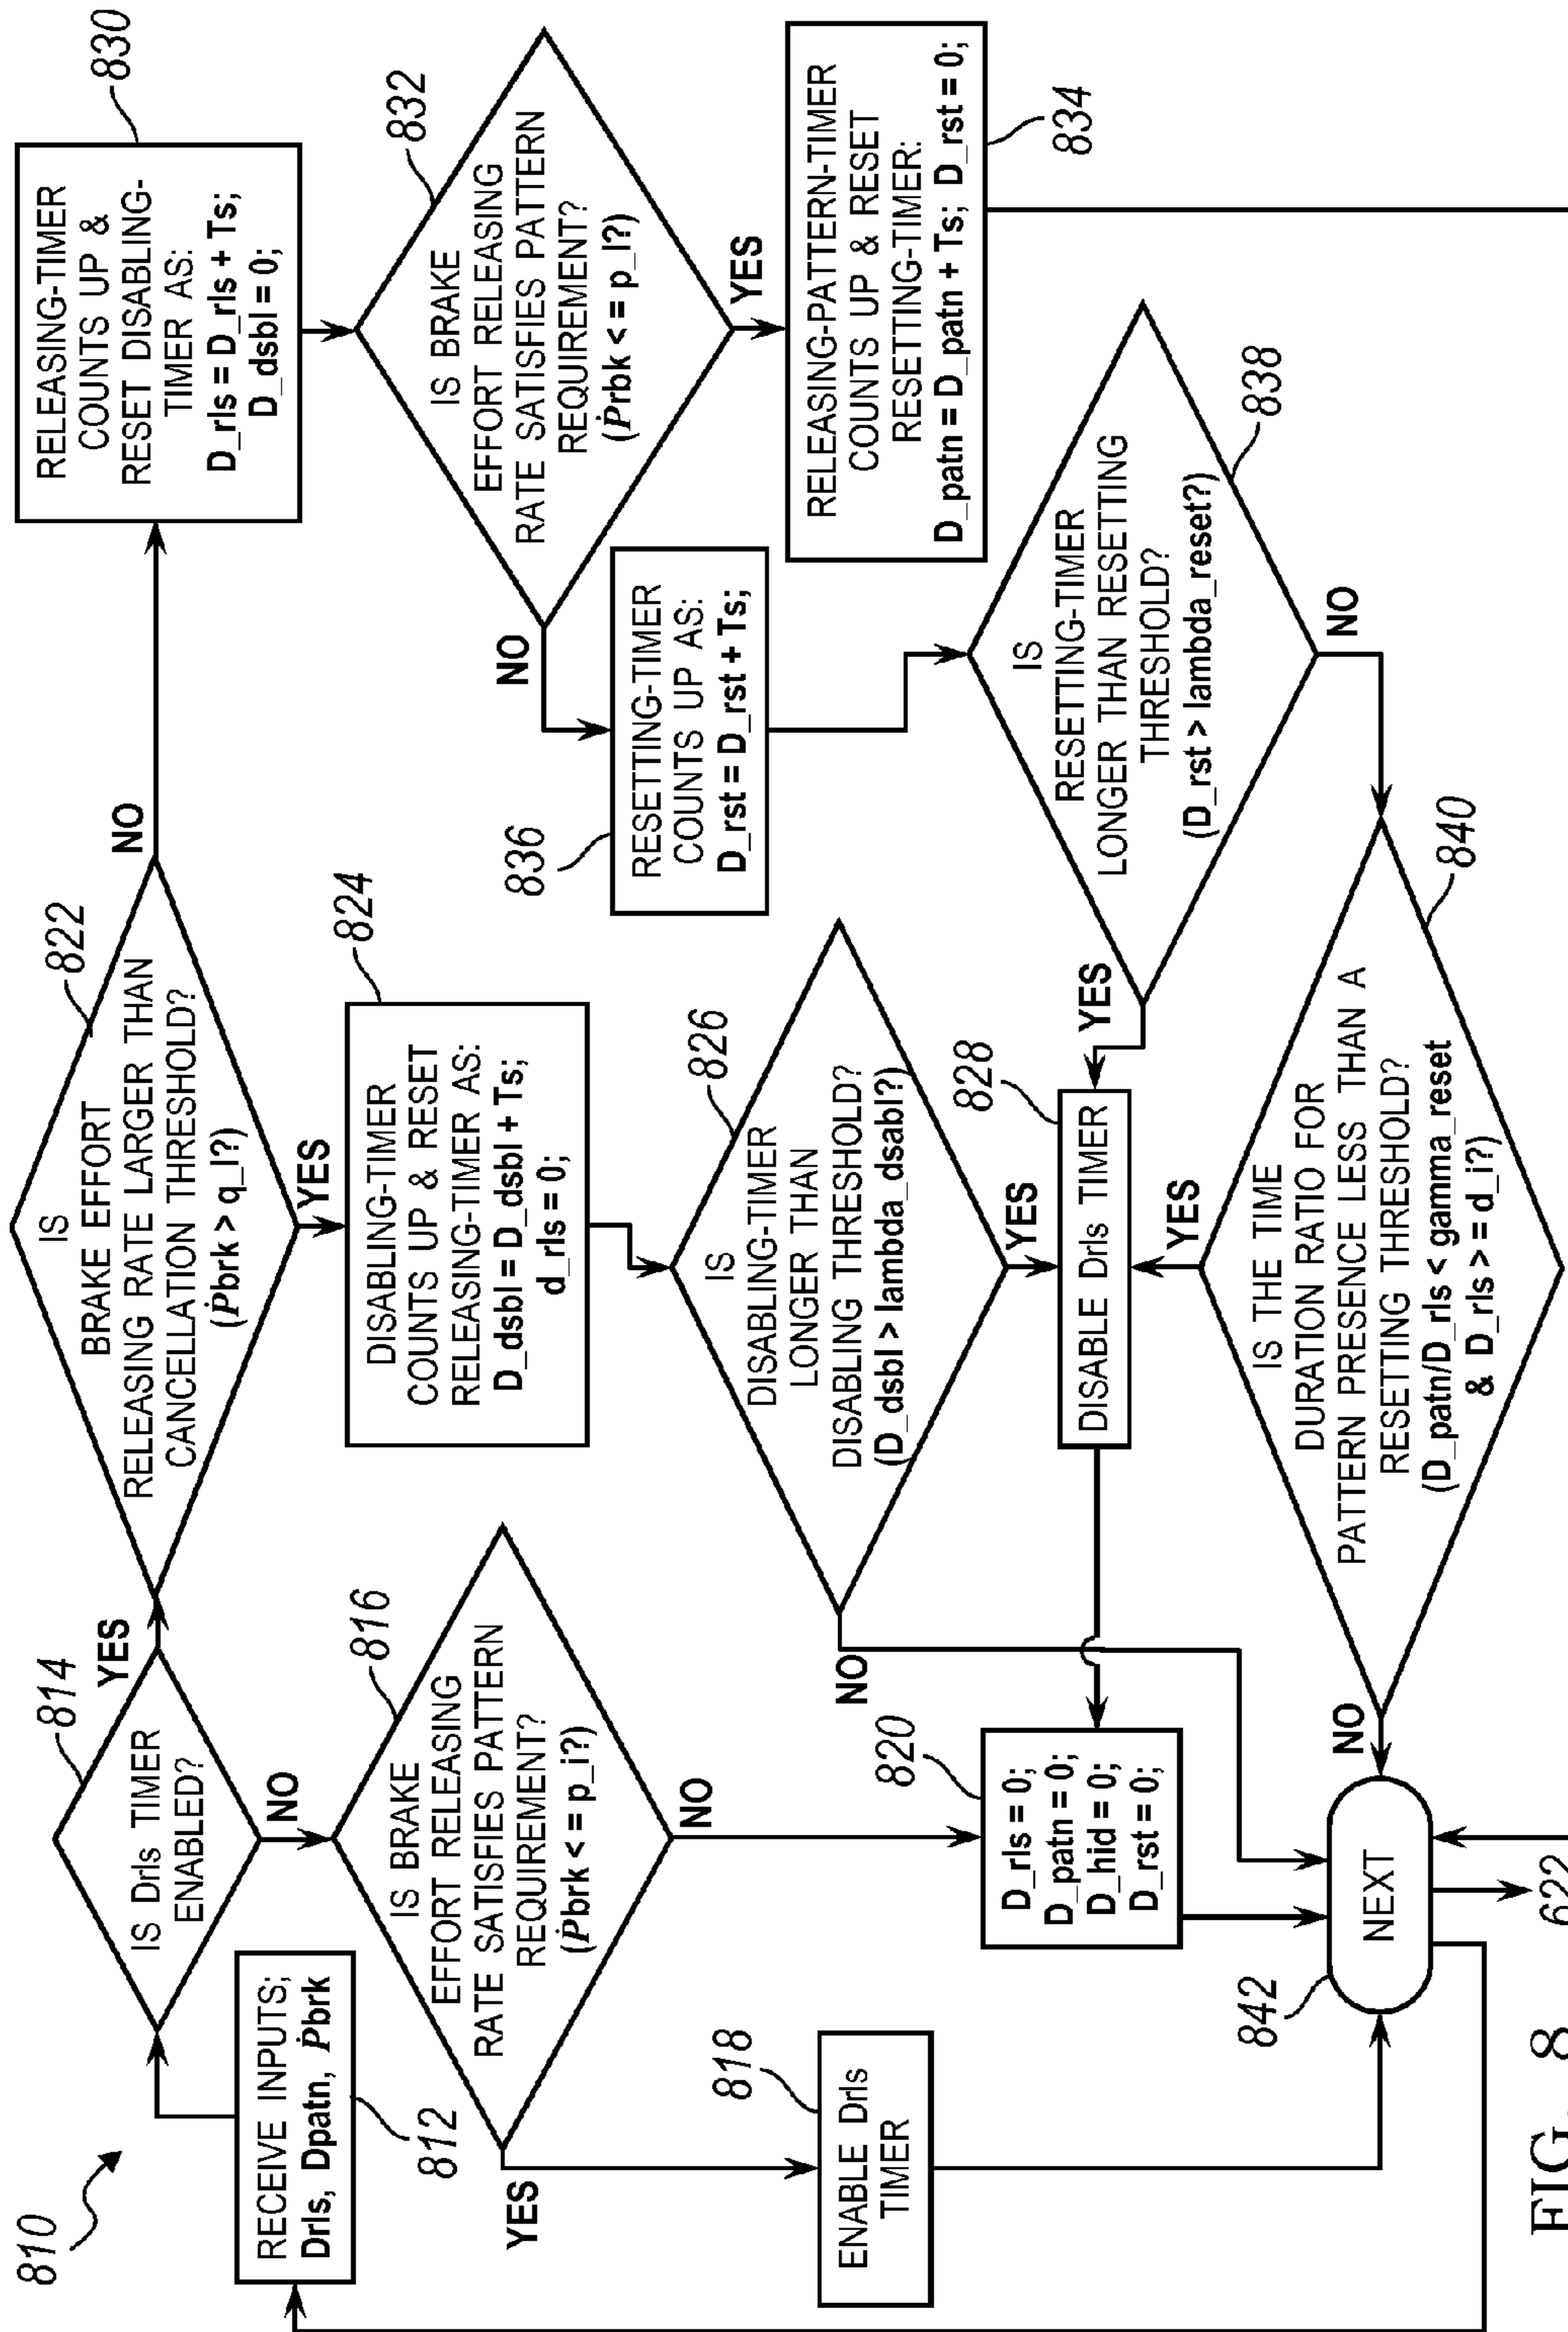 810
RECEIVE INPUTS;
Drls, Dpatn, Ṗbrk
812
814
IS Drls TIMER
ENABLED?
YES
NO
816
IS BRAKE
EFFORT RELEASING
RATE SATISFIES PATTERN
REQUIREMENT?
(Ṗbrk < = p_i?)
YES
NO
818
ENABLE Drls
TIMER
820
D_rls = 0;
D_patn = 0;
D_hid = 0;
D_rst = 0;
822
IS
BRAKE EFFORT
RELEASING RATE LARGER THAN
CANCELLATION THRESHOLD?
(Ṗbrk > q_l?)
NO
YES
824
DISABLING-TIMER
COUNTS UP & RESET
RELEASING-TIMER AS:
D_dsbl = D_dsbl + Ts;
d_rls = 0;
826
IS
DISABLING-TIMER
LONGER THAN
DISABLING THRESHOLD?
(D_dsbl > lambda_dsabl?)
NO
YES
828
DISABLE Drls TIMER
830
RELEASING-TIMER
COUNTS UP &
RESET DISABLING-
TIMER AS:
D_rls = D_rls + Ts;
D_dsbl = 0;
832
IS BRAKE
EFFORT RELEASING
RATE SATISFIES PATTERN
REQUIREMENT?
(Ṗrbk < = p_l?)
NO
YES
834
RELEASING-PATTERN-TIMER
COUNTS UP & RESET
RESETTING-TIMER:
D_patn = D_patn + Ts; D_rst = 0;
836
RESETTING-TIMER
COUNTS UP AS:
D_rst = D_rst + Ts;
838
IS
RESETTING-TIMER
LONGER THAN RESETTING
THRESHOLD?
(D_rst > lambda_reset?)
YES
NO
840
IS THE TIME
DURATION RATIO FOR
PATTERN PRESENCE LESS THAN A
RESETTING THRESHOLD?
(D_patn/D_rls < gamma_reset
& D_rls > = d_i?)
YES
NO
842
NEXT
622
FIG. 8